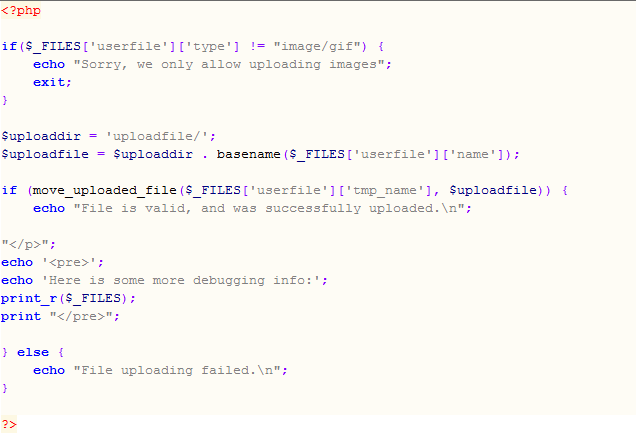 <?php
if($_FILES['userfile']['type'] != "image/gif") {
echo "Sorry, we only allow uploading images";
exit;
}
$uploaddir = 'uploadfile/';
$uploadfile = $uploaddir . basename($_FILES['userfile']['name']);
if (move_uploaded_file($_FILES['userfile']['tmp_name'], $uploadfile)) {
echo "File is valid, and was successfully uploaded.\n";
"</p>";
echo '<pre>';
echo 'Here is some more debugging info:';
print_r($_FILES);
print "</pre>";
} else {
echo "File uploading failed.\n";
}
?>